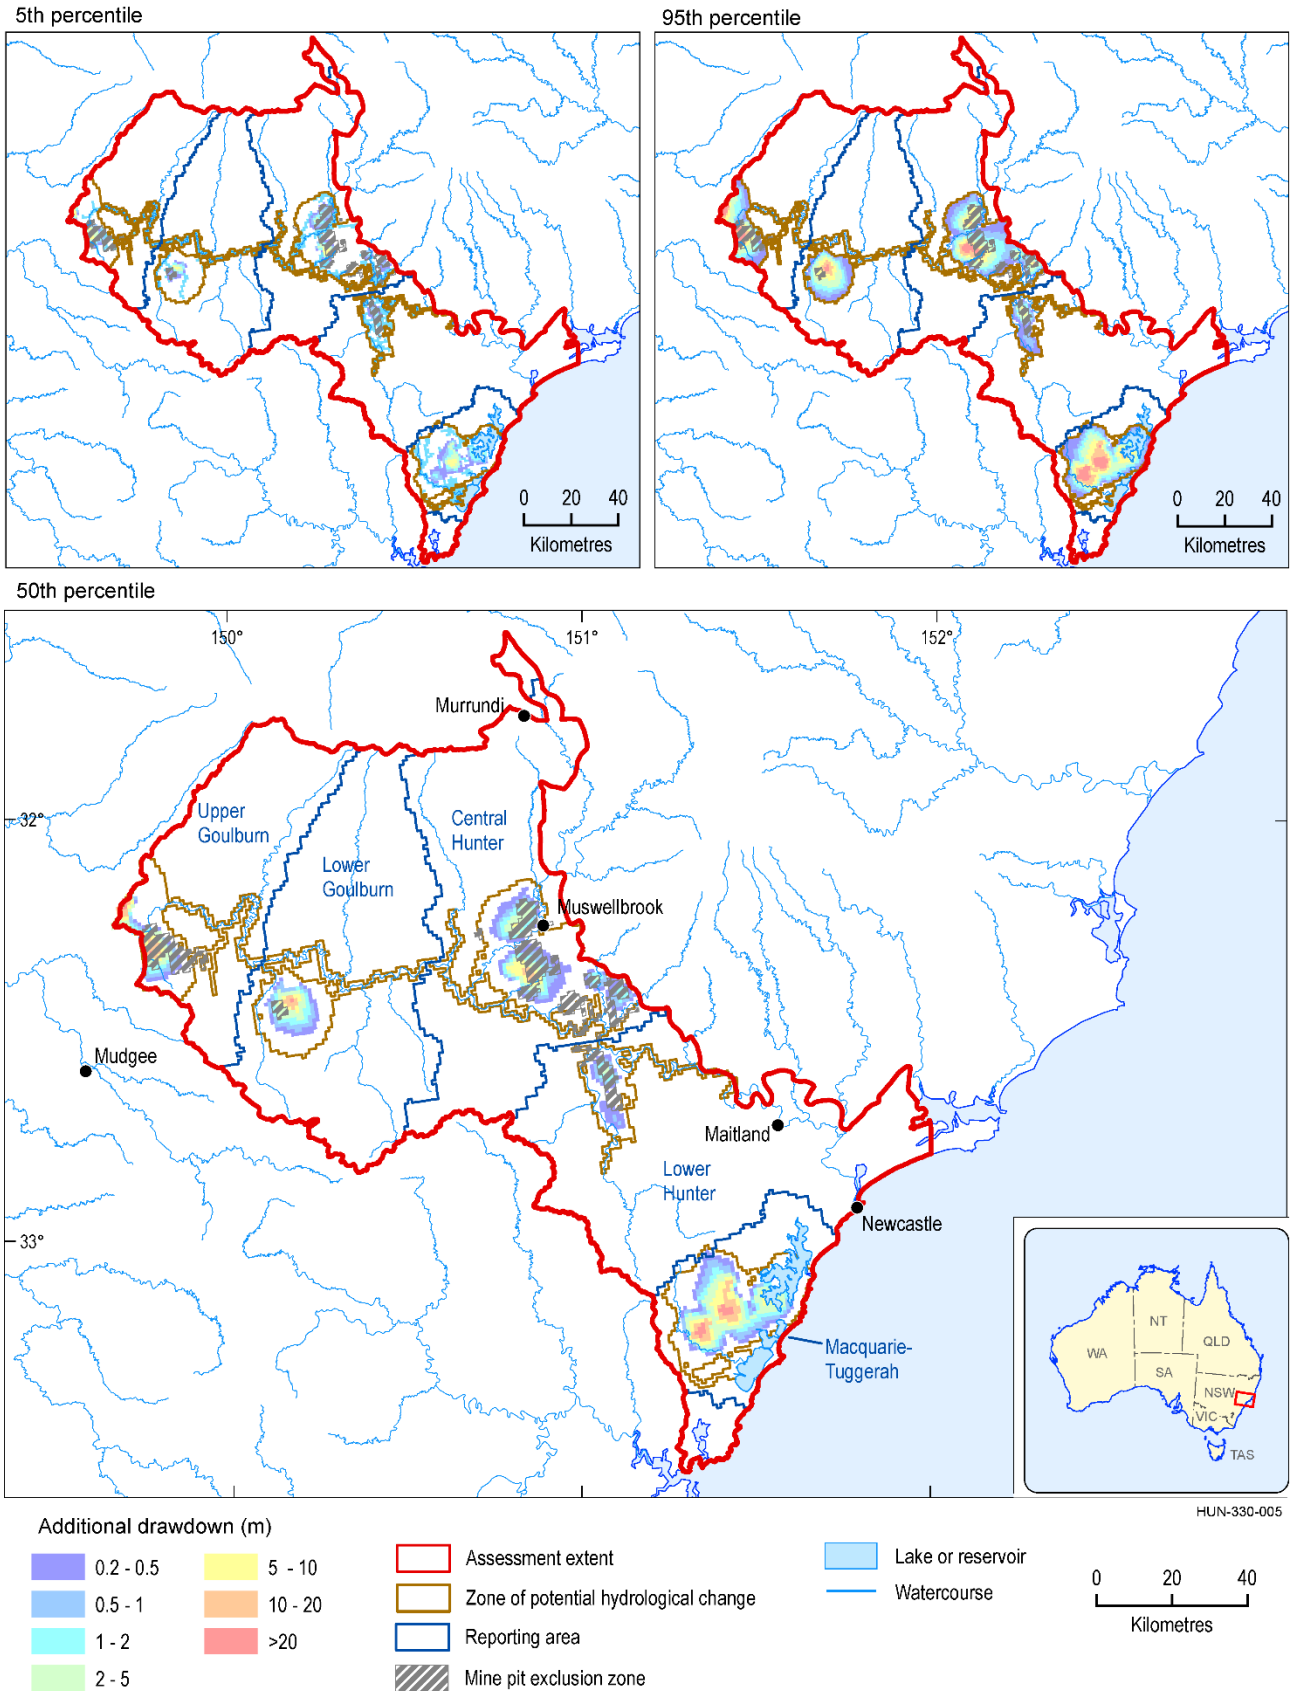 5th percentile
95th percentile
0 20 40
Kilometres
0 20 40
Kilometres
50th percentile
150° 151° 152°
Murrundi
32°
Upper
Goulburn
Central
Hunter
Lower
Goulburn
Muswellbrook
Mudgee
Maitland
Lower
Hunter
Newcastle
33°
Macquarie-
Tuggerah
NT
QLD
WA
SA
NSW
VIC
TAS
HUN-330-005
Additional drawdown (m)
0.2 - 0.5
0.5 - 1
1 - 2
2 - 5
5 - 10
10 - 20
>20
Assessment extent
Zone of potential hydrological change
Reporting area
Mine pit exclusion zone
Lake or reservoir
Watercourse
0 20 40
Kilometres